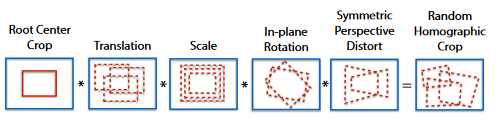 Root Center
Crop
Translation
Scale
In-plane
Rotation
Symmetric
Perspective
Distort
Random
Homographic
Crop
* * * * =